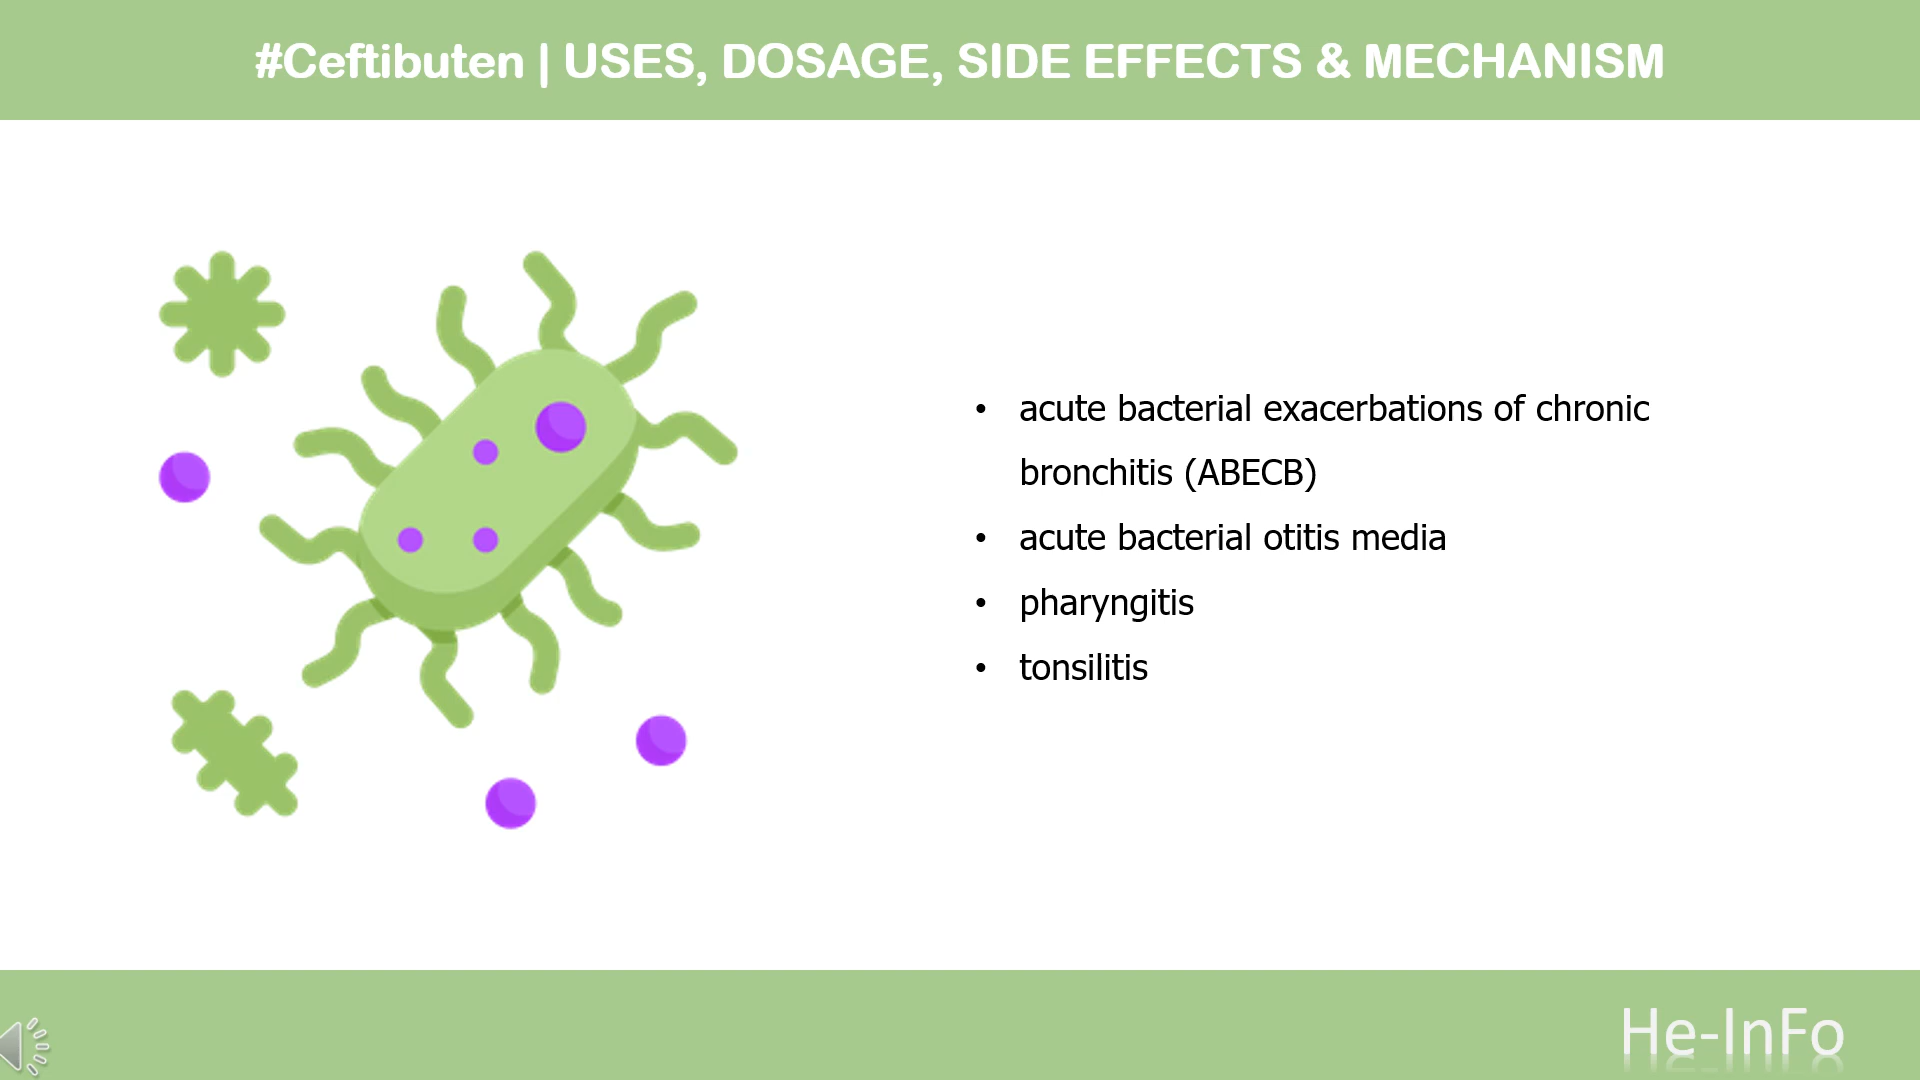 #Ceftibuten | USES, DOSAGE, SIDE EFFECTS & MECHANISM
• acute bacterial exacerbations of chronic
bronchitis (ABECB)
• acute bacterial otitis media
• pharyngitis
• tonsilitis
He-InFo